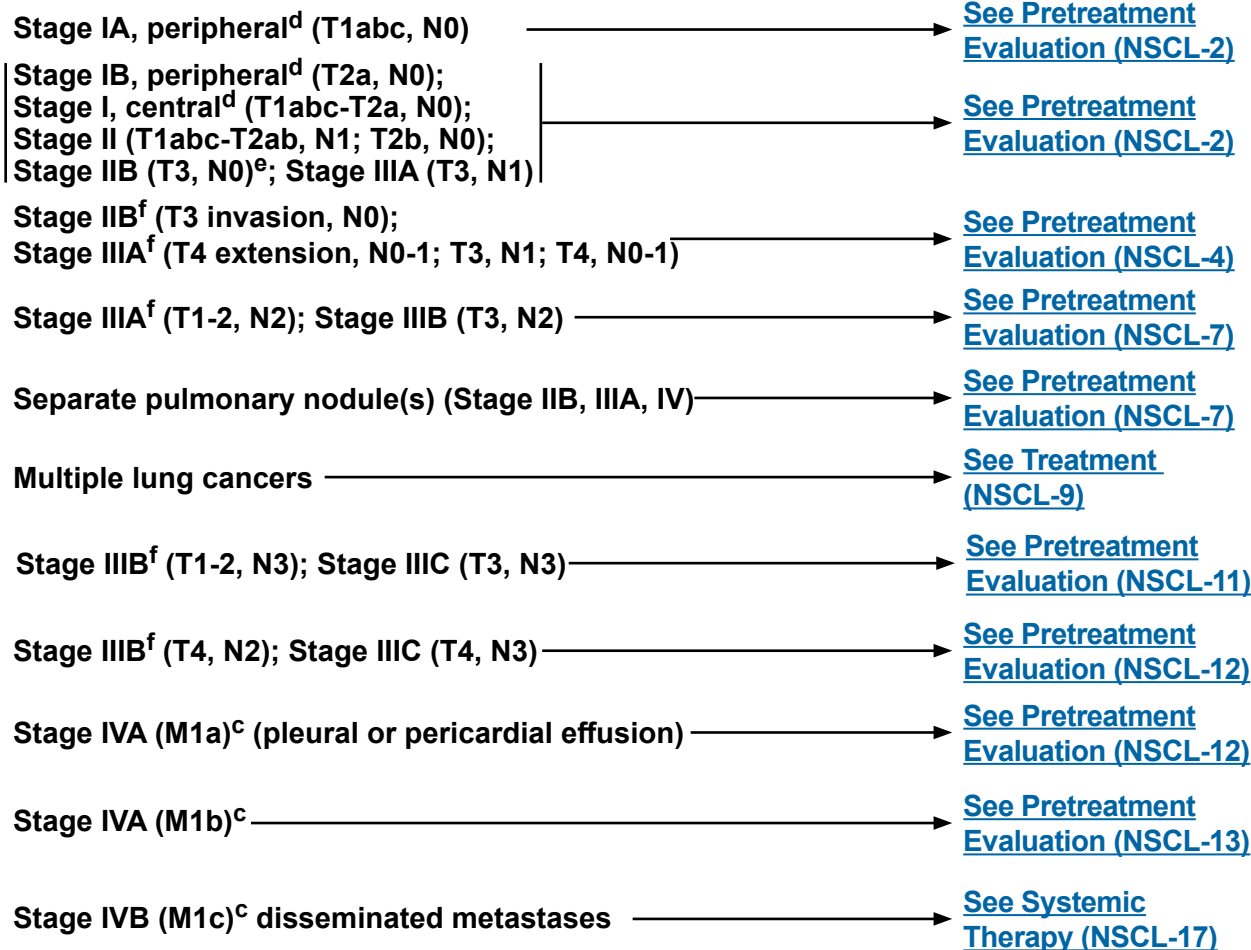 Stage IA, peripheral^d (T1abc, N0)
See Pretreatment
Evaluation (NSCL-2)
Stage IB, peripheral^d (T2a, N0);
Stage I, central^d (T1abc-T2a, N0);
Stage II (T1abc-T2ab, N1; T2b, N0);
Stage IIB (T3, N0)^e; Stage IIIA (T3, N1)
See Pretreatment
Evaluation (NSCL-2)
Stage IIB^f (T3 invasion, N0);
Stage IIIA^f (T4 extension, N0-1; T3, N1; T4, N0-1)
See Pretreatment
Evaluation (NSCL-4)
Stage IIIA^f (T1-2, N2); Stage IIIB (T3, N2)
See Pretreatment
Evaluation (NSCL-7)
Separate pulmonary nodule(s) (Stage IIB, IIIA, IV)
See Pretreatment
Evaluation (NSCL-7)
Multiple lung cancers
See Treatment
(NSCL-9)
Stage IIIB^f (T1-2, N3); Stage IIIC (T3, N3)
See Pretreatment
Evaluation (NSCL-11)
Stage IIIB^f (T4, N2); Stage IIIC (T4, N3)
See Pretreatment
Evaluation (NSCL-12)
Stage IVA (M1a)^c (pleural or pericardial effusion)
See Pretreatment
Evaluation (NSCL-12)
Stage IVA (M1b)^c
See Pretreatment
Evaluation (NSCL-13)
Stage IVB (M1c)^c disseminated metastases
See Systemic
Therapy (NSCL-17)